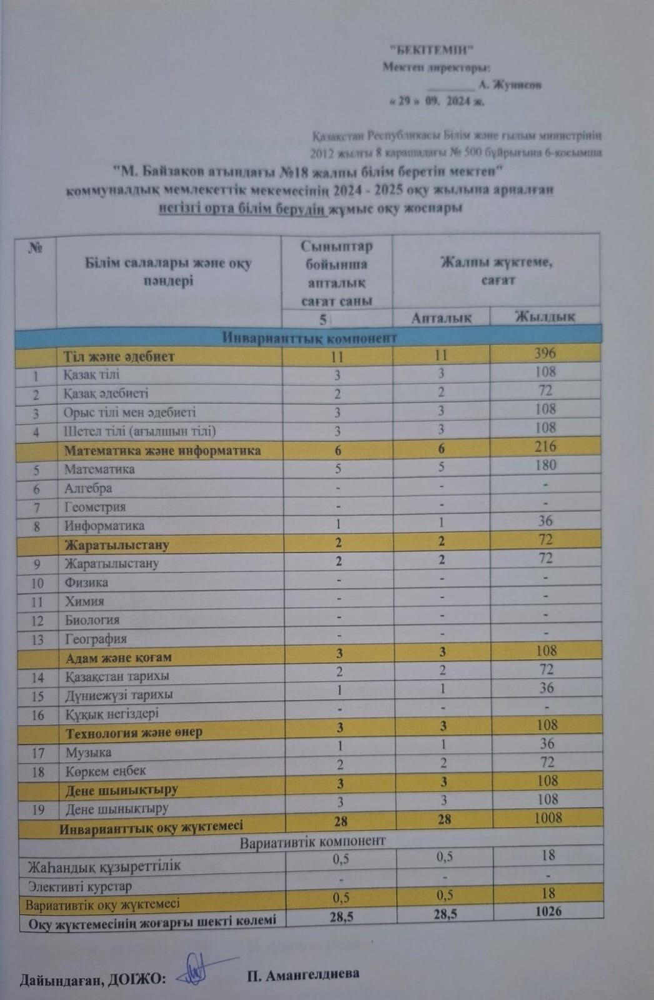 "БЕКІТЕМІН"
Мектеп директоры:
________ А. Жунисов
« 29 » 09. 2024 ж.
Қазақстан Республикасы Білім және ғылым министрінің
2012 жылғы 8 қарашадағы № 500 бұйрығына 6-қосымша
"М. Байзақов атындағы №18 жалпы білім беретін мектеп"
коммуналдық мемлекеттік мекемесінің 2024 - 2025 оқу жылына арналған
негізгі орта білім берудің жұмыс оқу жоспары
№ Білім салалары және оқу пәндері Сыныптар бойынша апталық сағат саны Жалпы жүктеме, сағат
5 Апталық Жылдық
Инварианттық компонент
Тіл және әдебиет 11 11 396
1 Қазақ тілі 3 3 108
2 Қазақ әдебиеті 2 2 72
3 Орыс тілі мен әдебиеті 3 3 108
4 Шетел тілі (ағылшын тілі) 3 3 108
Математика және информатика 6 6 216
5 Математика 5 5 180
6 Алгебра - - -
7 Геометрия - - -
8 Информатика 1 1 36
Жаратылыстану 2 2 72
9 Жаратылыстану 2 2 72
10 Физика - - -
11 Химия - - -
12 Биология - - -
13 География - - -
Адам және қоғам 3 3 108
14 Қазақстан тарихы 2 2 72
15 Дүниежүзі тарихы 1 1 36
16 Құқық негіздері - - -
Технология және өнер 3 3 108
17 Музыка 1 1 36
18 Көркем еңбек 2 2 72
Дене шынықтыру 3 3 108
19 Дене шынықтыру 3 3 108
Инварианттық оқу жүктемесі 28 28 1008
Вариативтік компонент
Жаһандық құзыреттілік 0,5 0,5 18
Элективті курстар - - -
Вариативтік оқу жүктемесі 0,5 0,5 18
Оқу жүктемесінің жоғарғы шекті көлемі 28,5 28,5 1026
Дайындаған, ДОІЖО: П. Амангелдиева